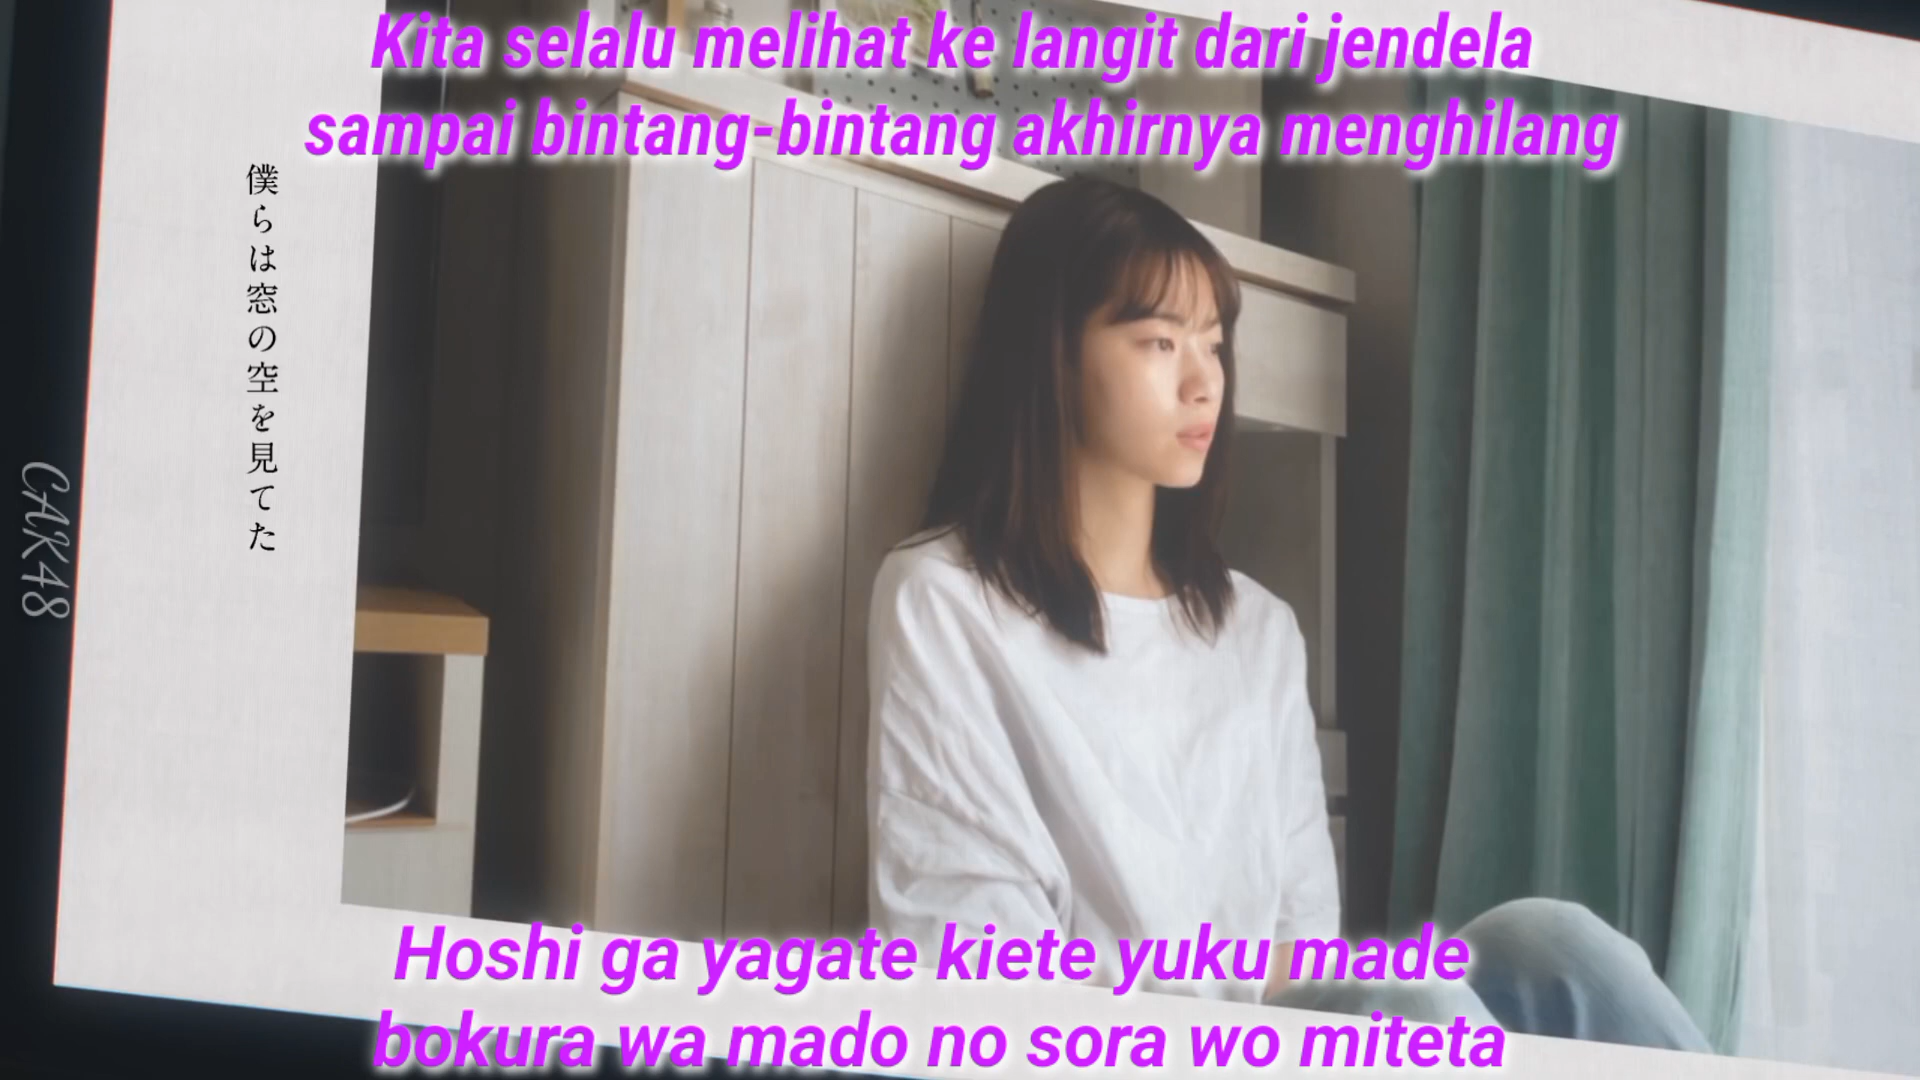 Kita selalu melihat ke langit dari jendela
sampai bintang-bintang akhirnya menghilang
僕らは窓の空を見てた
CAK48
Hoshi ga yagate kiete yuku made
bokura wa mado no sora wo miteta